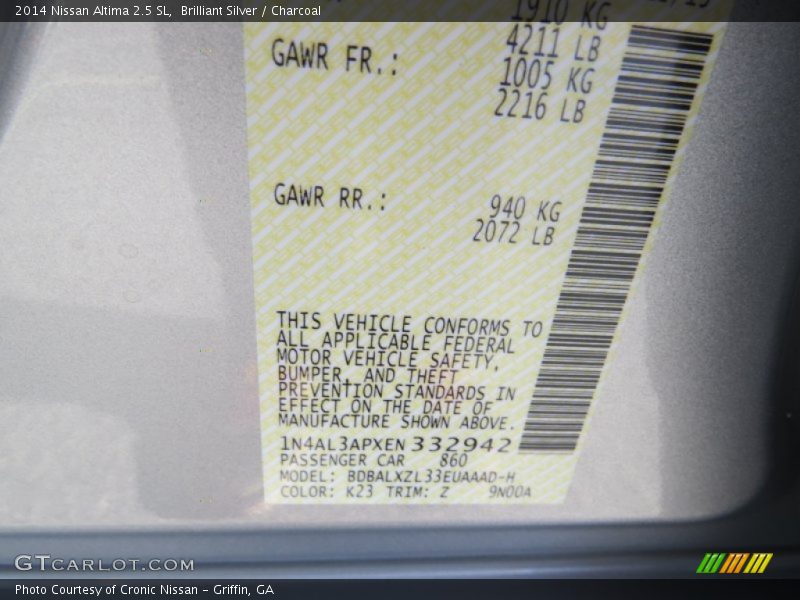 2014 Nissan Altima 2.5 SL, Brilliant Silver / Charcoal
1910 KG
4211 LB
GAWR FR.:
1005 KG
2216 LB
GAWR RR.:
940 KG
2072 LB
THIS VEHICLE CONFORMS TO
ALL APPLICABLE FEDERAL
MOTOR VEHICLE SAFETY,
BUMPER, AND THEFT
PREVENTION STANDARDS IN
EFFECT ON THE DATE OF
MANUFACTURE SHOWN ABOVE.
1N4AL3APXEN332942
PASSENGER CAR 860
MODEL: BDBALXZL33EUAAAD-H
COLOR: K23 TRIM: Z 9N00A
GTCARLOT.COM
Photo Courtesy of Cronic Nissan - Griffin, GA